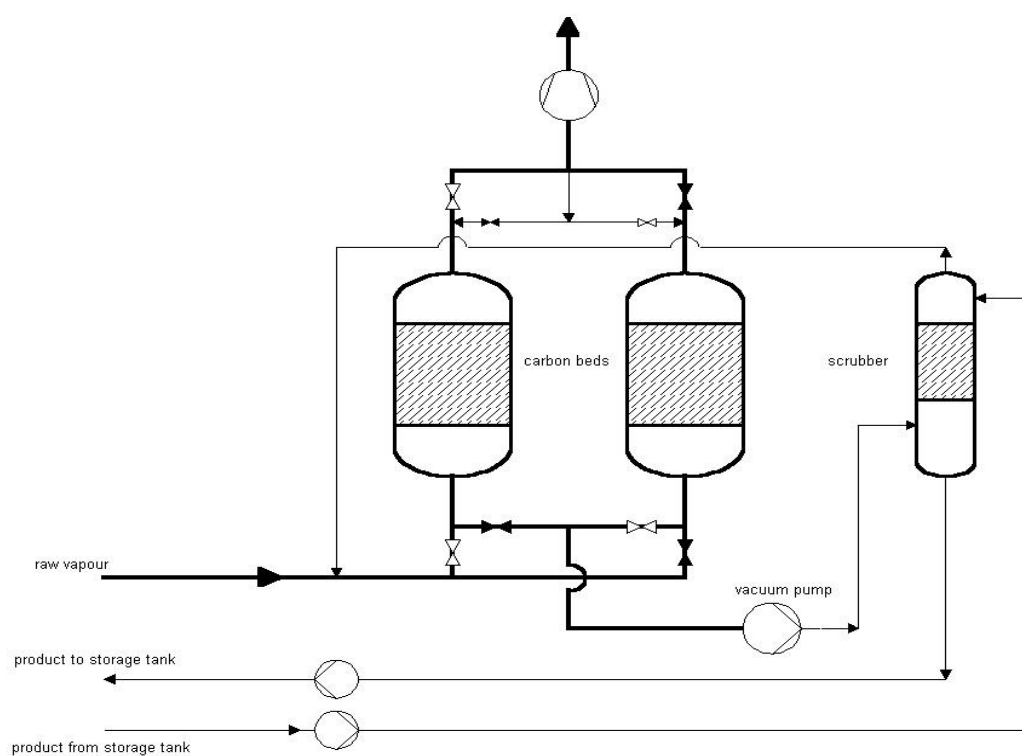 carbon beds
scrubber
raw vapour
vacuum pump
product to storage tank
product from storage tank